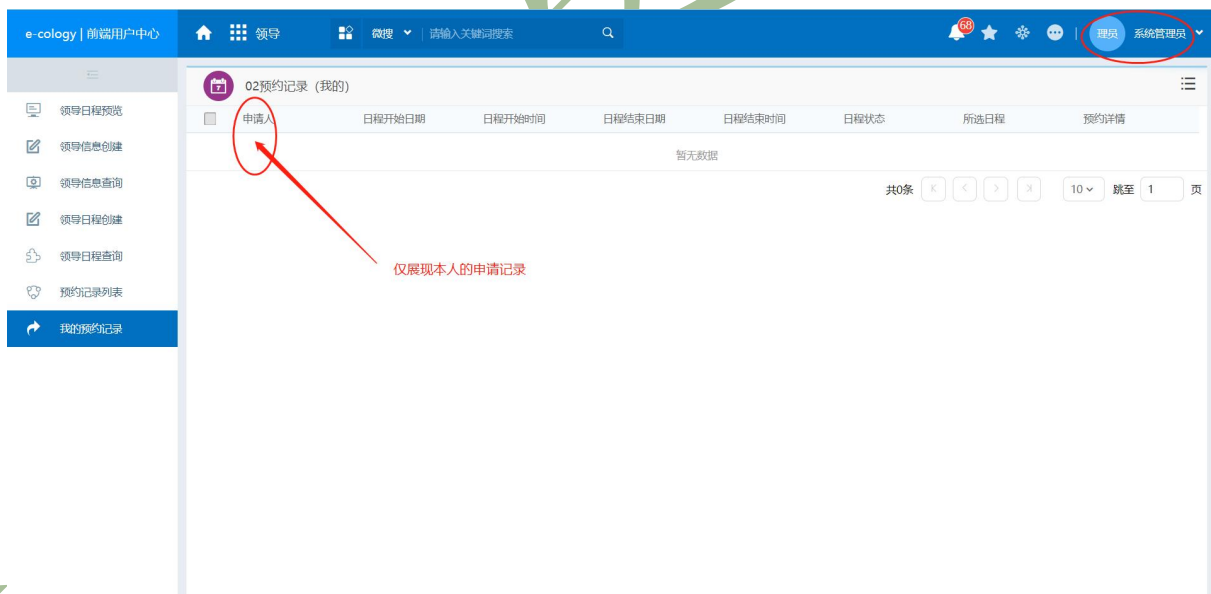 e-cology | 前端用户中心 领导 微搜 请输入关键词搜索 68 理员 系统管理员
02预约记录 (我的)
领导日程预览
领导信息创建
领导信息查询
领导日程创建
领导日程查询
预约记录列表
我的预约记录
申请人 日程开始日期 日程开始时间 日程结束日期 日程结束时间 日程状态 所选日程 预约详情
暂无数据
共0条 10 跳至 1 页
仅展现本人的申请记录